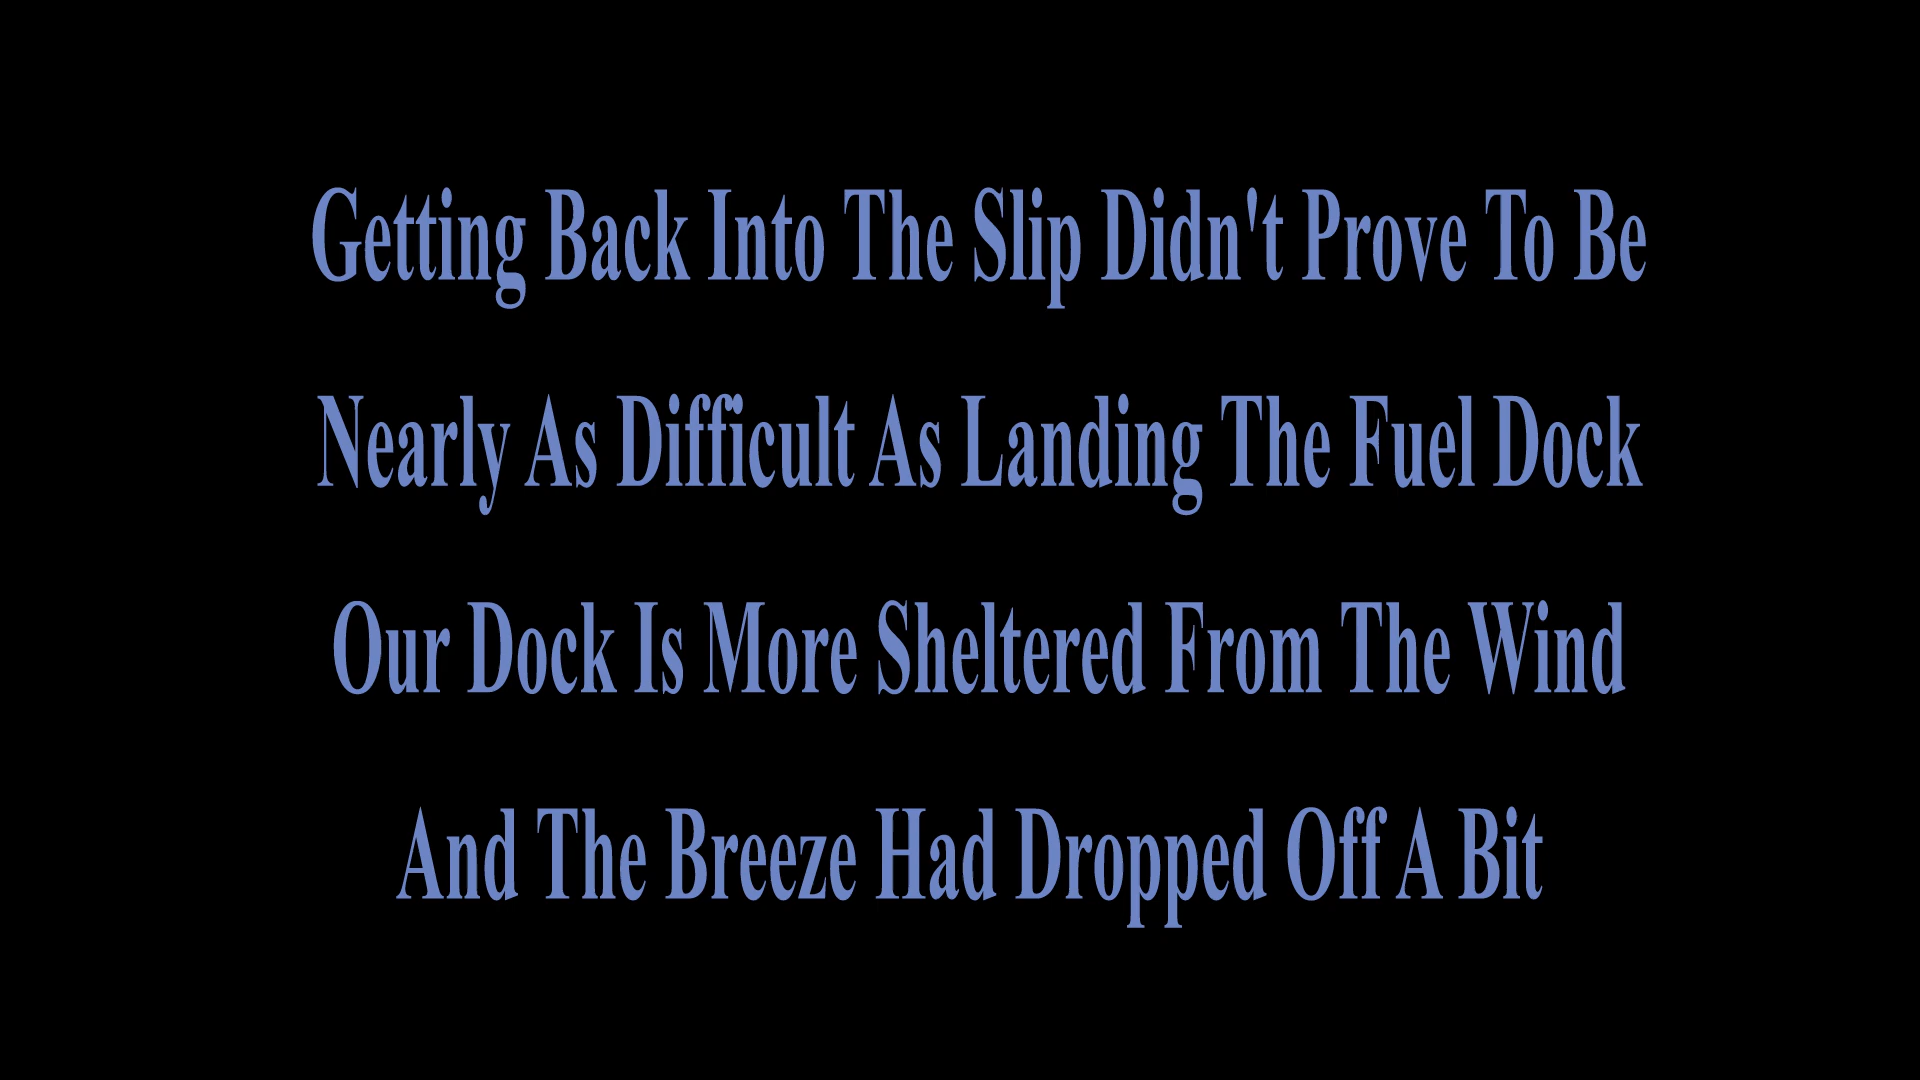 Getting Back Into The Slip Didn't Prove To Be
Nearly As Difficult As Landing The Fuel Dock
Our Dock Is More Sheltered From The Wind
And The Breeze Had Dropped Off A Bit